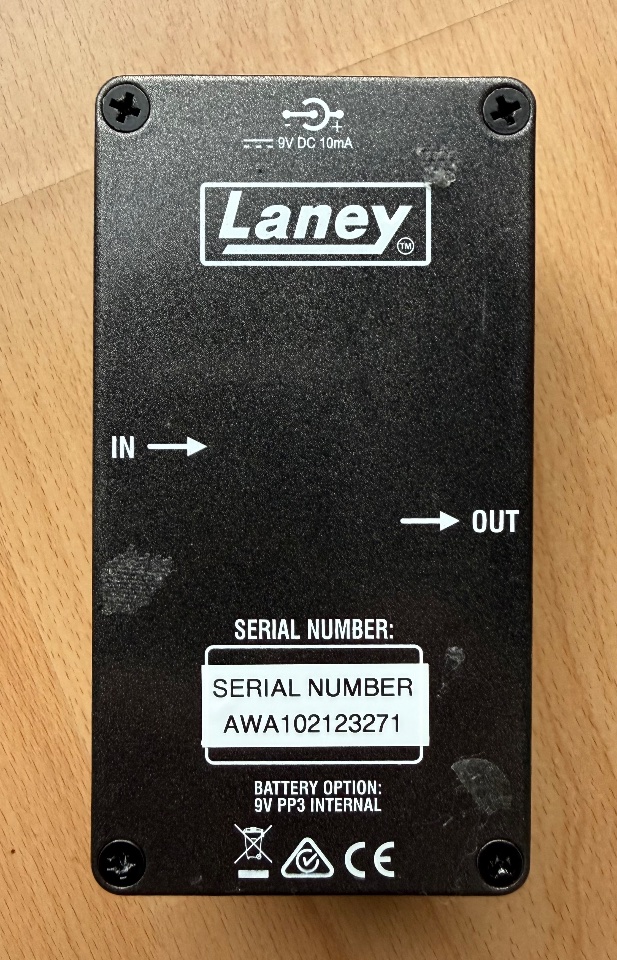 - +
9V DC 10mA
Laney TM
IN
OUT
SERIAL NUMBER:
SERIAL NUMBER
AWA102123271
BATTERY OPTION:
9V PP3 INTERNAL
CE